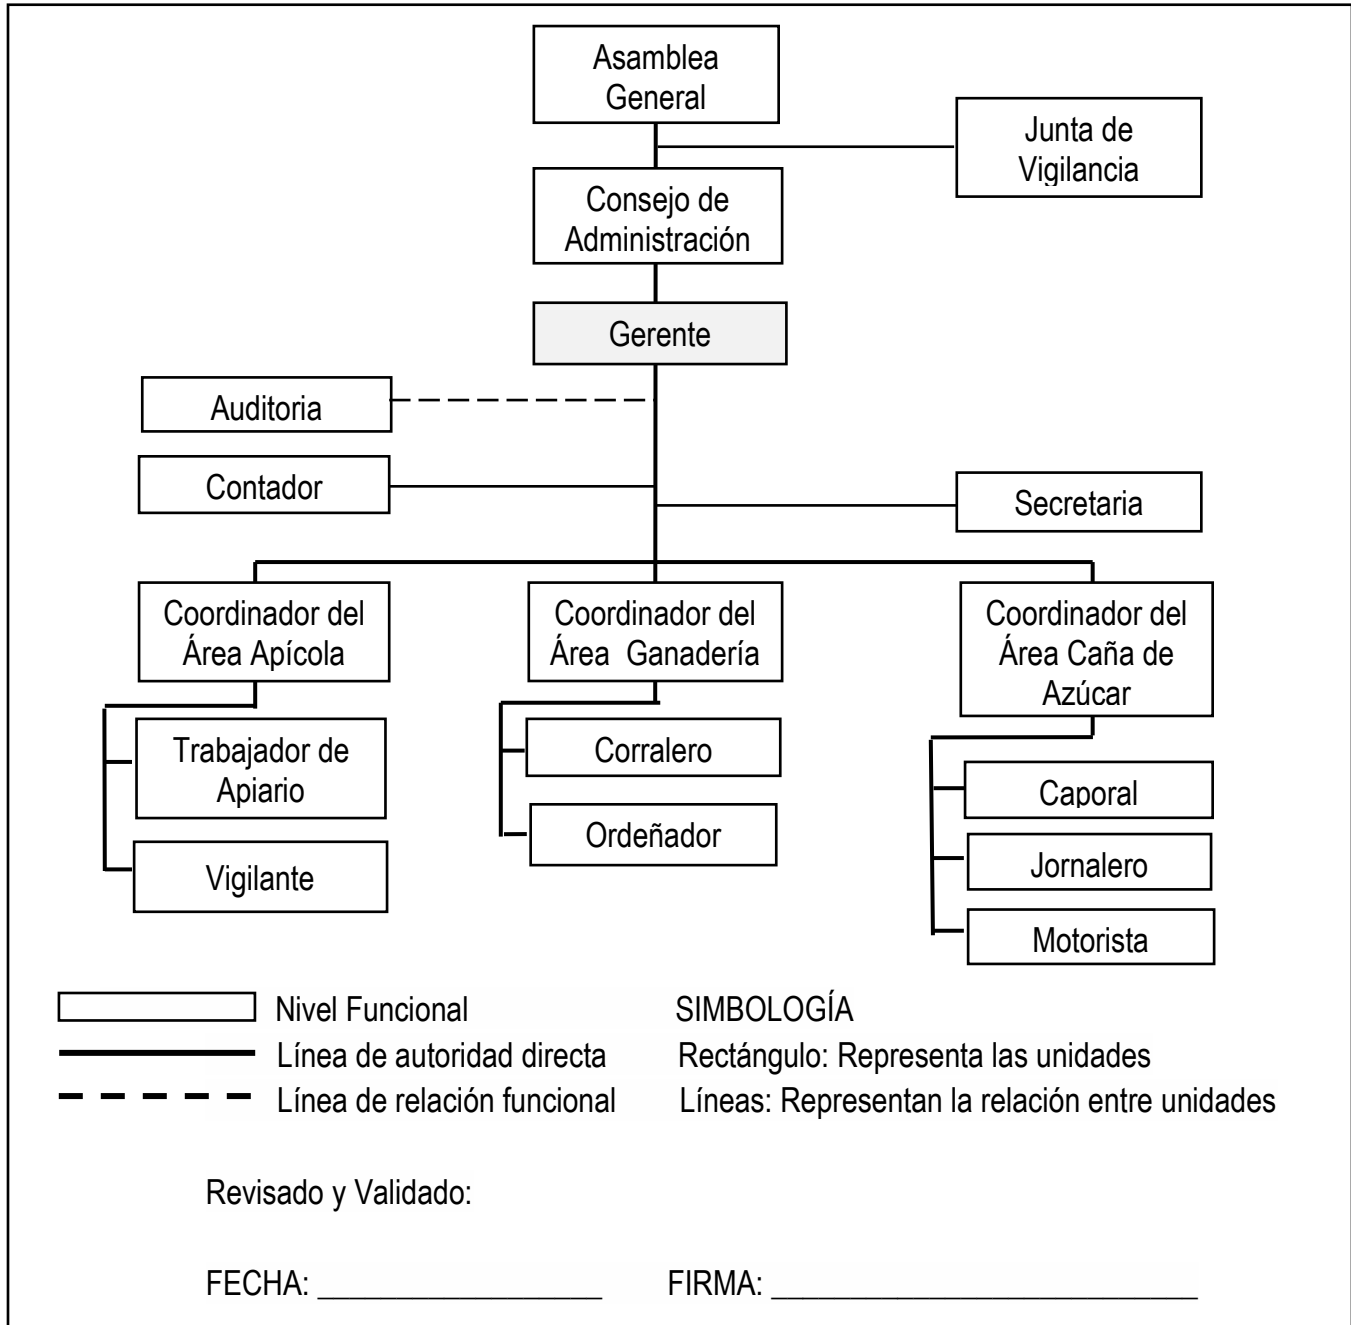 Asamblea
General
Junta de
Vigilancia
Consejo de
Administración
Gerente
Auditoria
Contador
Secretaria
Coordinador del
Área Apícola
Coordinador del
Área Ganadería
Coordinador del
Área Caña de
Azúcar
Trabajador de
Apiario
Vigilante
Corralero
Ordeñador
Caporal
Jornalero
Motorista
Nivel Funcional
SIMBOLOGÍA
Línea de autoridad directa
Rectángulo: Representa las unidades
Línea de relación funcional
Líneas: Representan la relación entre unidades
Revisado y Validado:
FECHA: __________________ FIRMA: ___________________________